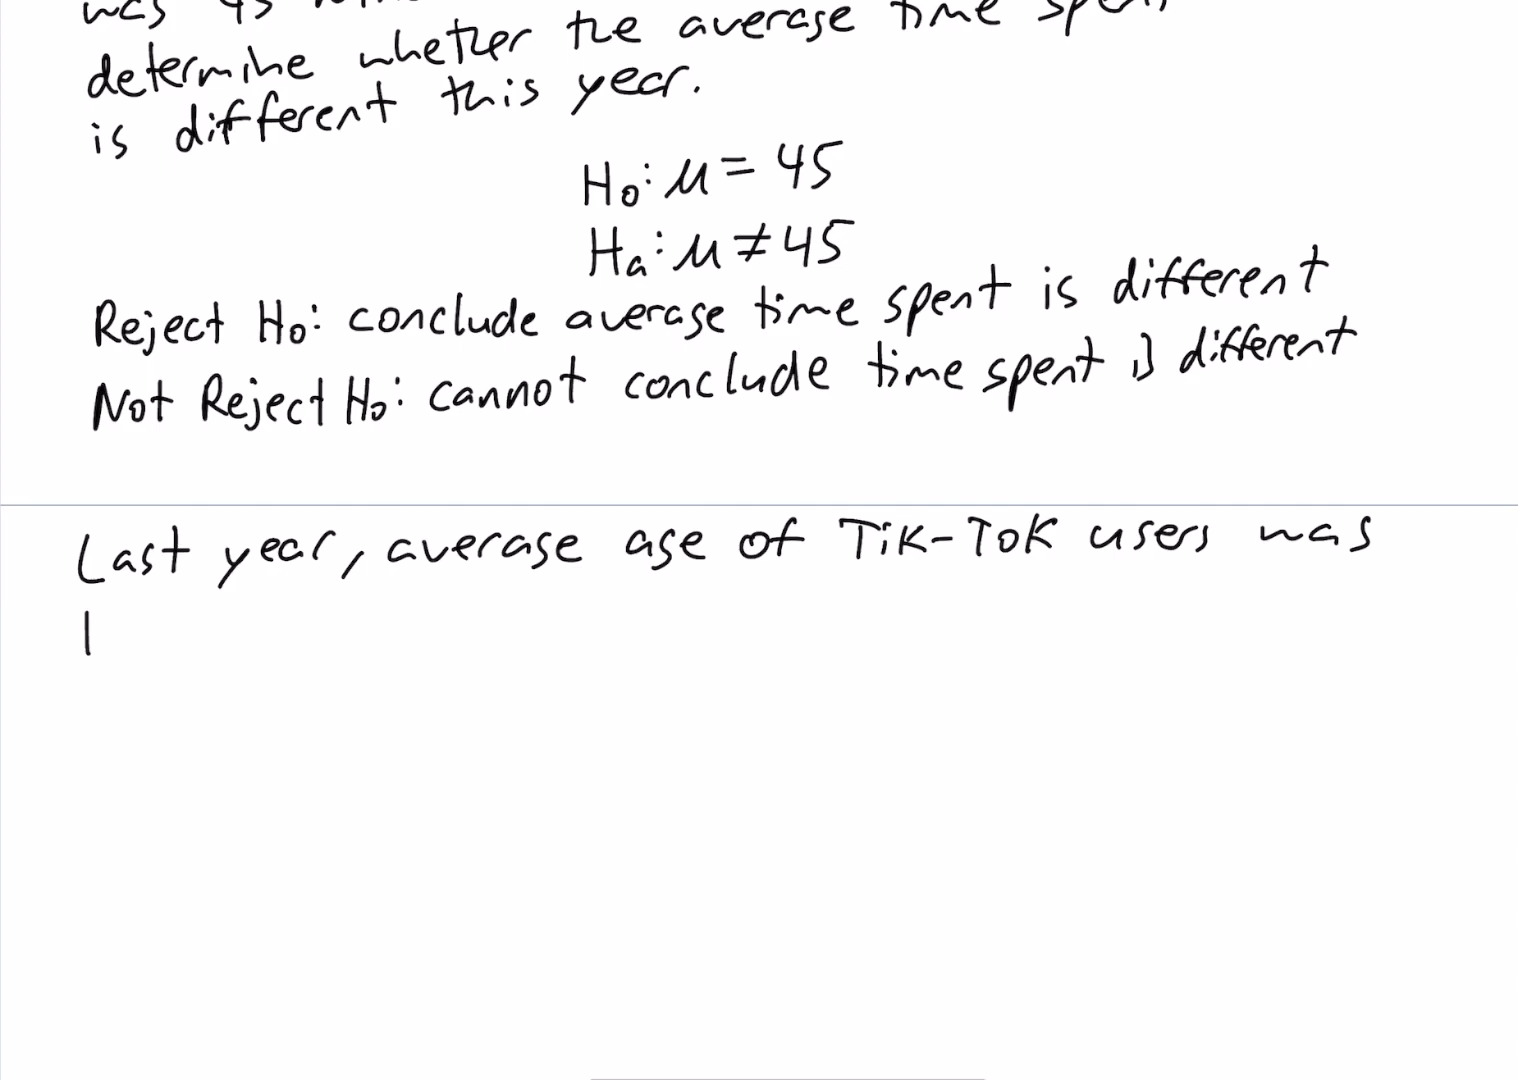 was 45
determine whether the average time spent
is different this year.
H₀: μ = 45
Hₐ: μ ≠ 45
Reject H₀: conclude average time spent is different
Not Reject H₀: cannot conclude time spent is different
Last year, average age of TiK-ToK users was